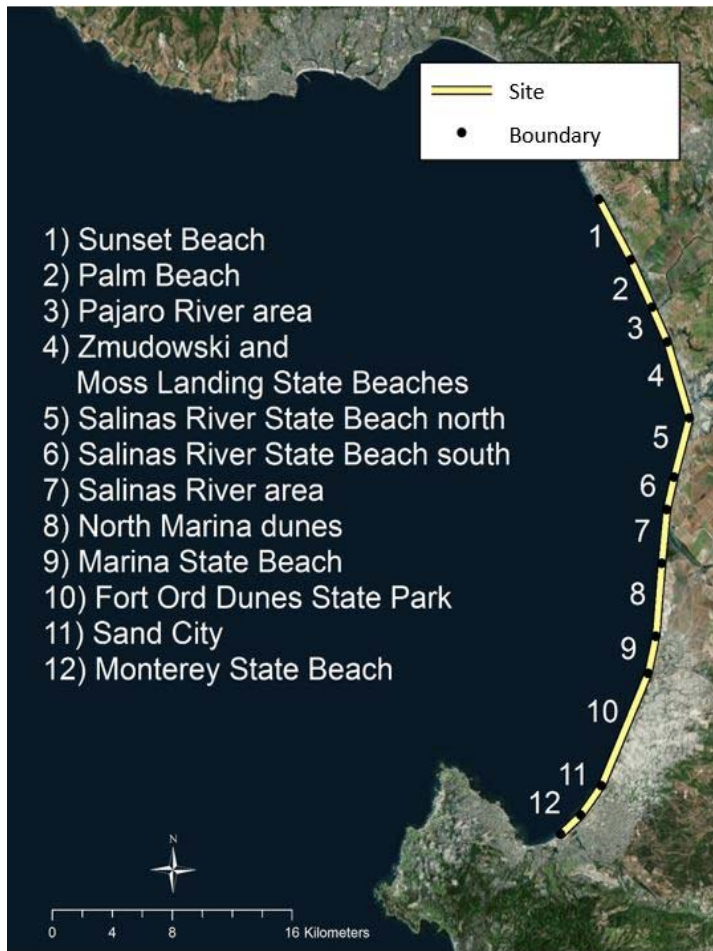 Site
Boundary
1) Sunset Beach
2) Palm Beach
3) Pajaro River area
4) Zmudowski and
Moss Landing State Beaches
5) Salinas River State Beach north
6) Salinas River State Beach south
7) Salinas River area
8) North Marina dunes
9) Marina State Beach
10) Fort Ord Dunes State Park
11) Sand City
12) Monterey State Beach
1
2
3
4
5
6
7
8
9
10
11
12
N
0 4 8 16 Kilometers